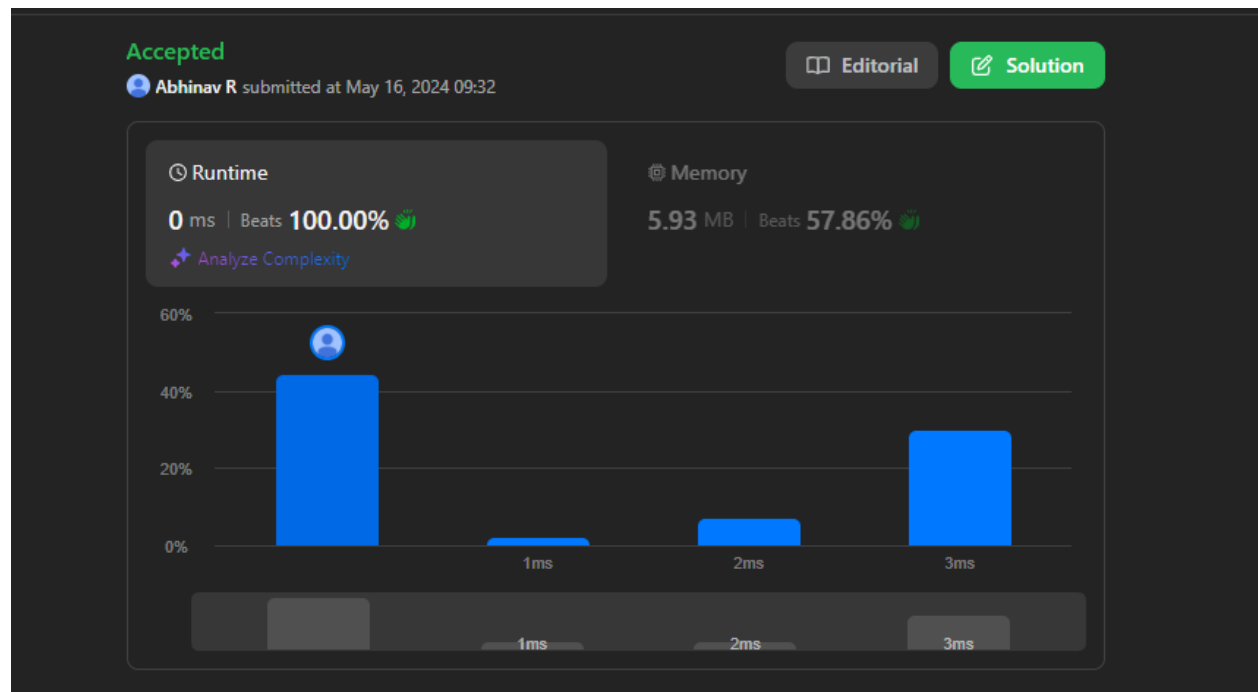 Accepted
Abhinav R submitted at May 16, 2024 09:32
Editorial
Solution
Runtime
0 ms | Beats 100.00%
Analyze Complexity
Memory
5.93 MB | Beats 57.86%
60%
40%
20%
0%
1ms 2ms 3ms
1ms 2ms 3ms